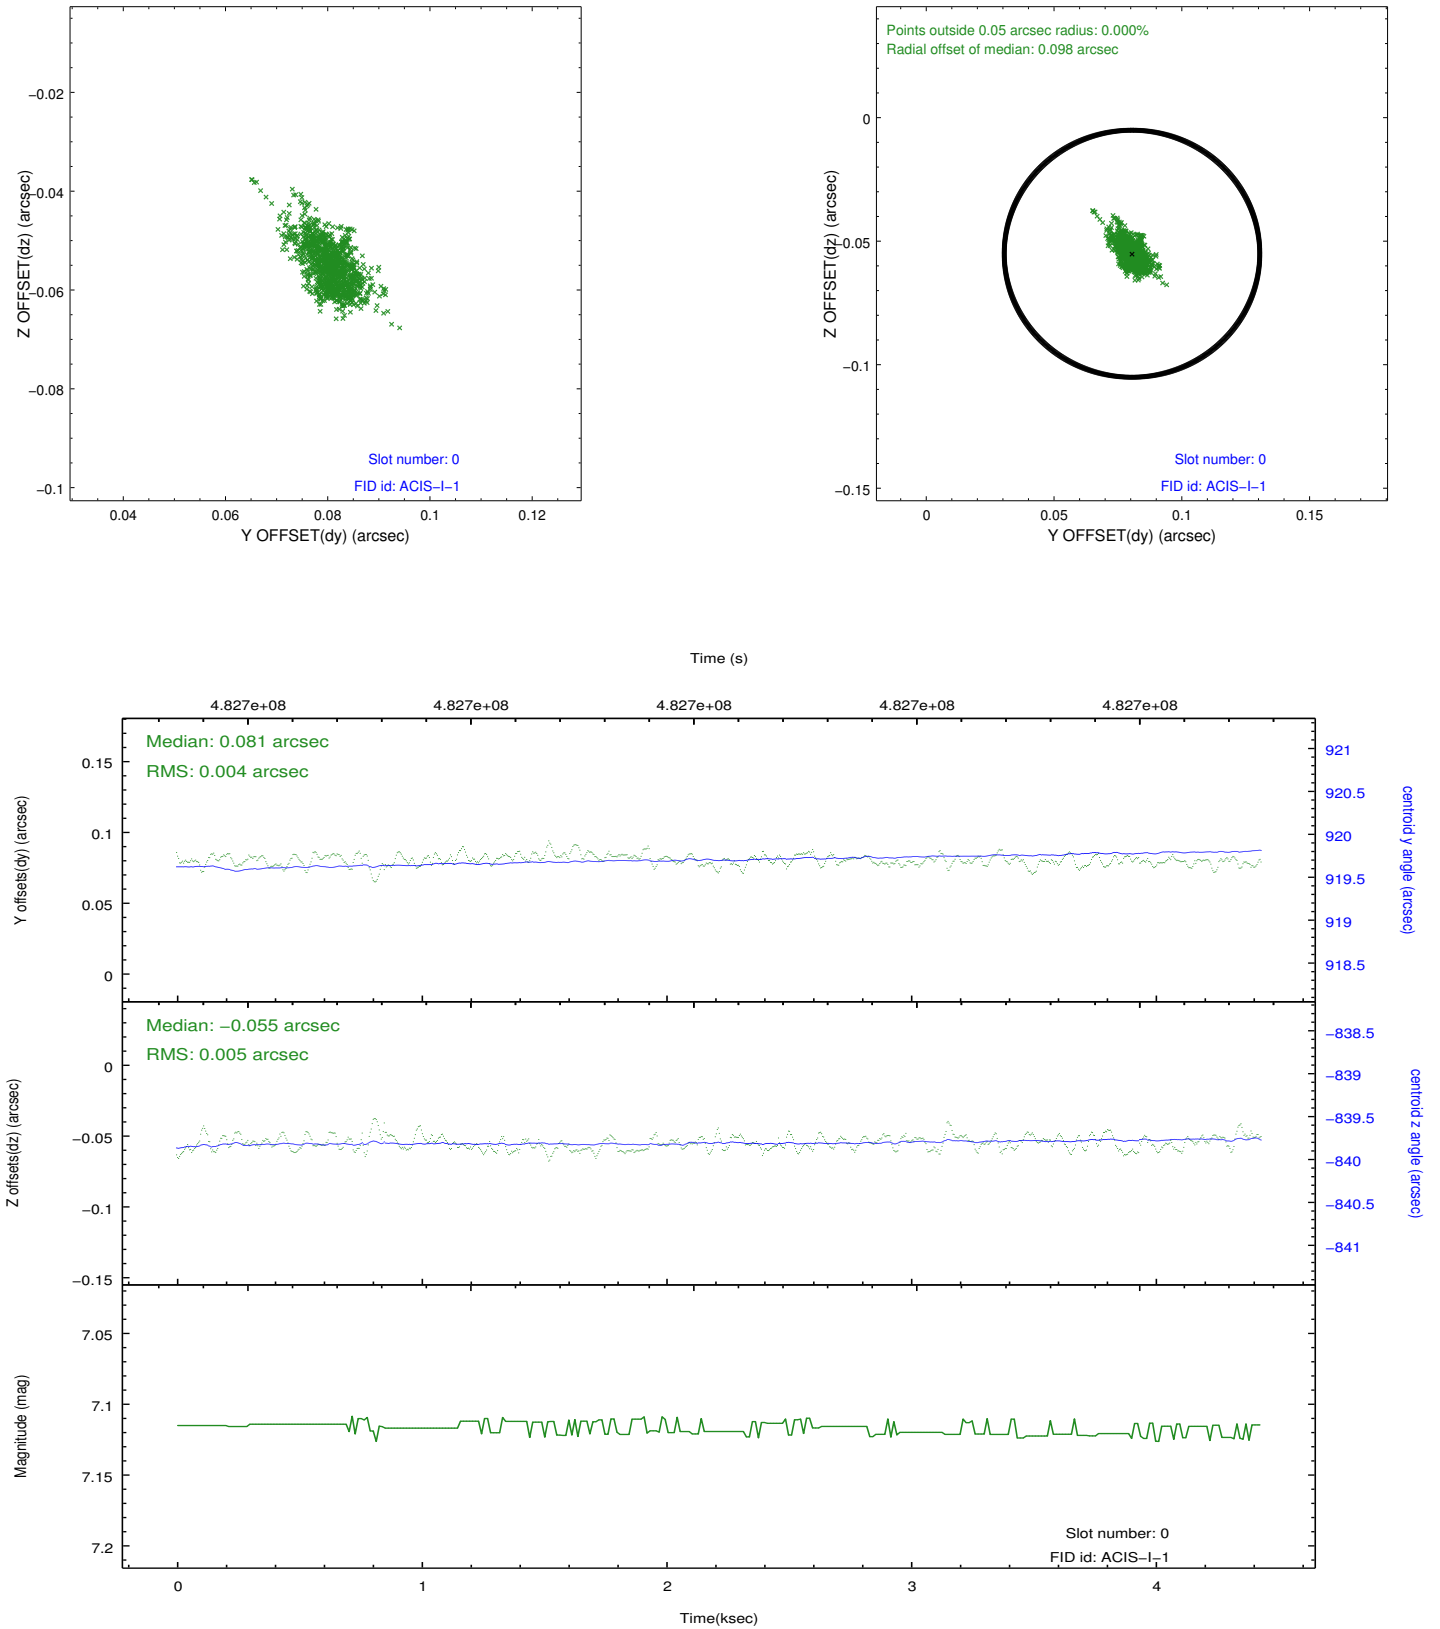 −0.02
−0.04
−0.06
−0.08
−0.1
Z OFFSET(dz) (arcsec)
Slot number: 0
FID id: ACIS−I−1
0.04
0.06
0.08
0.1
0.12
Y OFFSET(dy) (arcsec)
Points outside 0.05 arcsec radius: 0.000%
Radial offset of median: 0.098 arcsec
0
−0.05
−0.1
−0.15
Z OFFSET(dz) (arcsec)
Slot number: 0
FID id: ACIS−I−1
0
0.05
0.1
0.15
Y OFFSET(dy) (arcsec)
Time (s)
4.827e+08
4.827e+08
4.827e+08
4.827e+08
4.827e+08
Median: 0.081 arcsec
RMS: 0.004 arcsec
0.15
0.1
0.05
0
Y offsets(dy) (arcsec)
921
920.5
920
919.5
919
918.5
centroid y angle (arcsec)
Median: −0.055 arcsec
RMS: 0.005 arcsec
0
−0.05
−0.1
−0.15
Z offsets(dz) (arcsec)
−838.5
−839
−839.5
−840
−840.5
−841
centroid z angle (arcsec)
7.05
7.1
7.15
7.2
Magnitude (mag)
Slot number: 0
FID id: ACIS−I−1
0
1
2
3
4
Time(ksec)